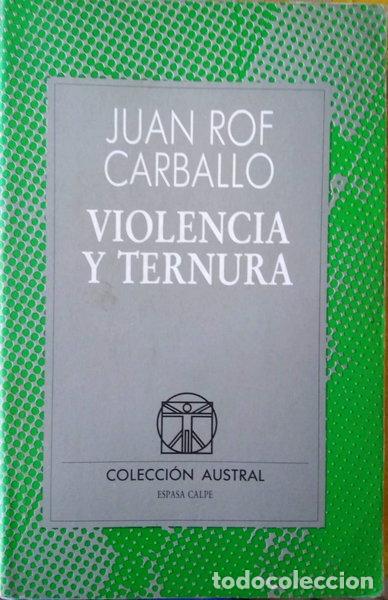 JUAN ROF
CARBALLO
VIOLENCIA
Y TERNURA
COLECCIÓN AUSTRAL
ESPASA CALPE
todocoleccion